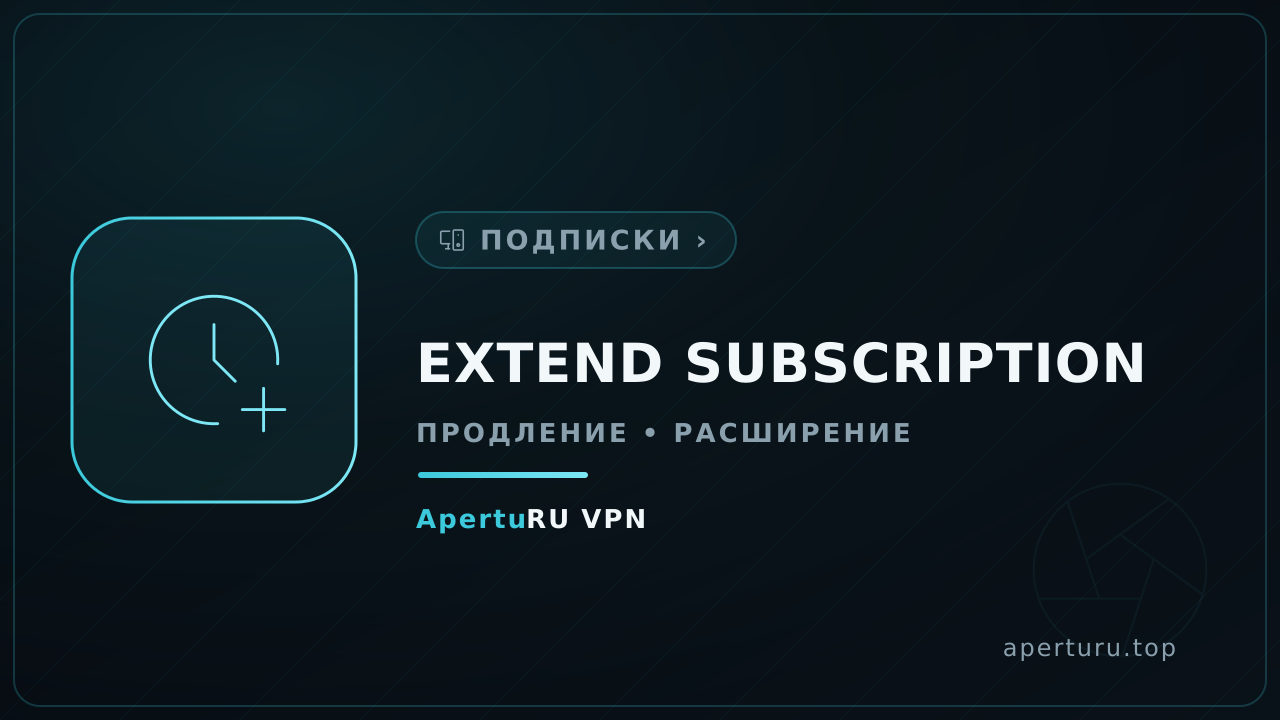 ПОДПИСКИ ›
EXTEND SUBSCRIPTION
ПРОДЛЕНИЕ • РАСШИРЕНИЕ
ApertuRU VPN
aperturu.top